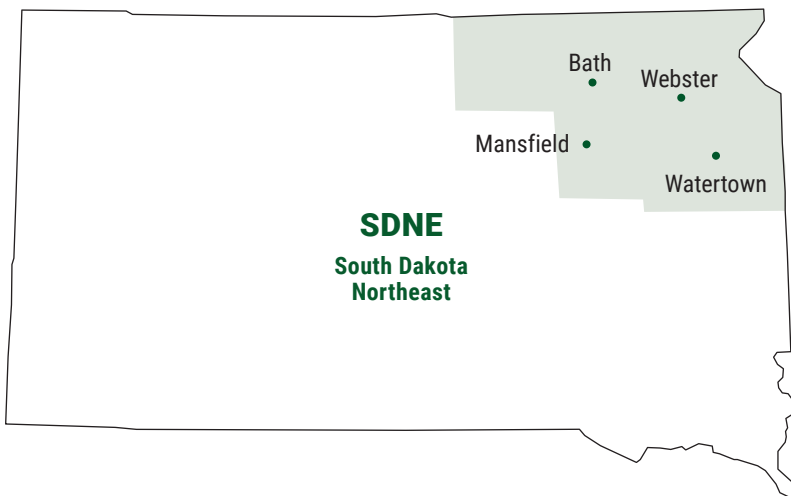 Bath
Webster
Mansfield
Watertown
SDNE
South Dakota
Northeast